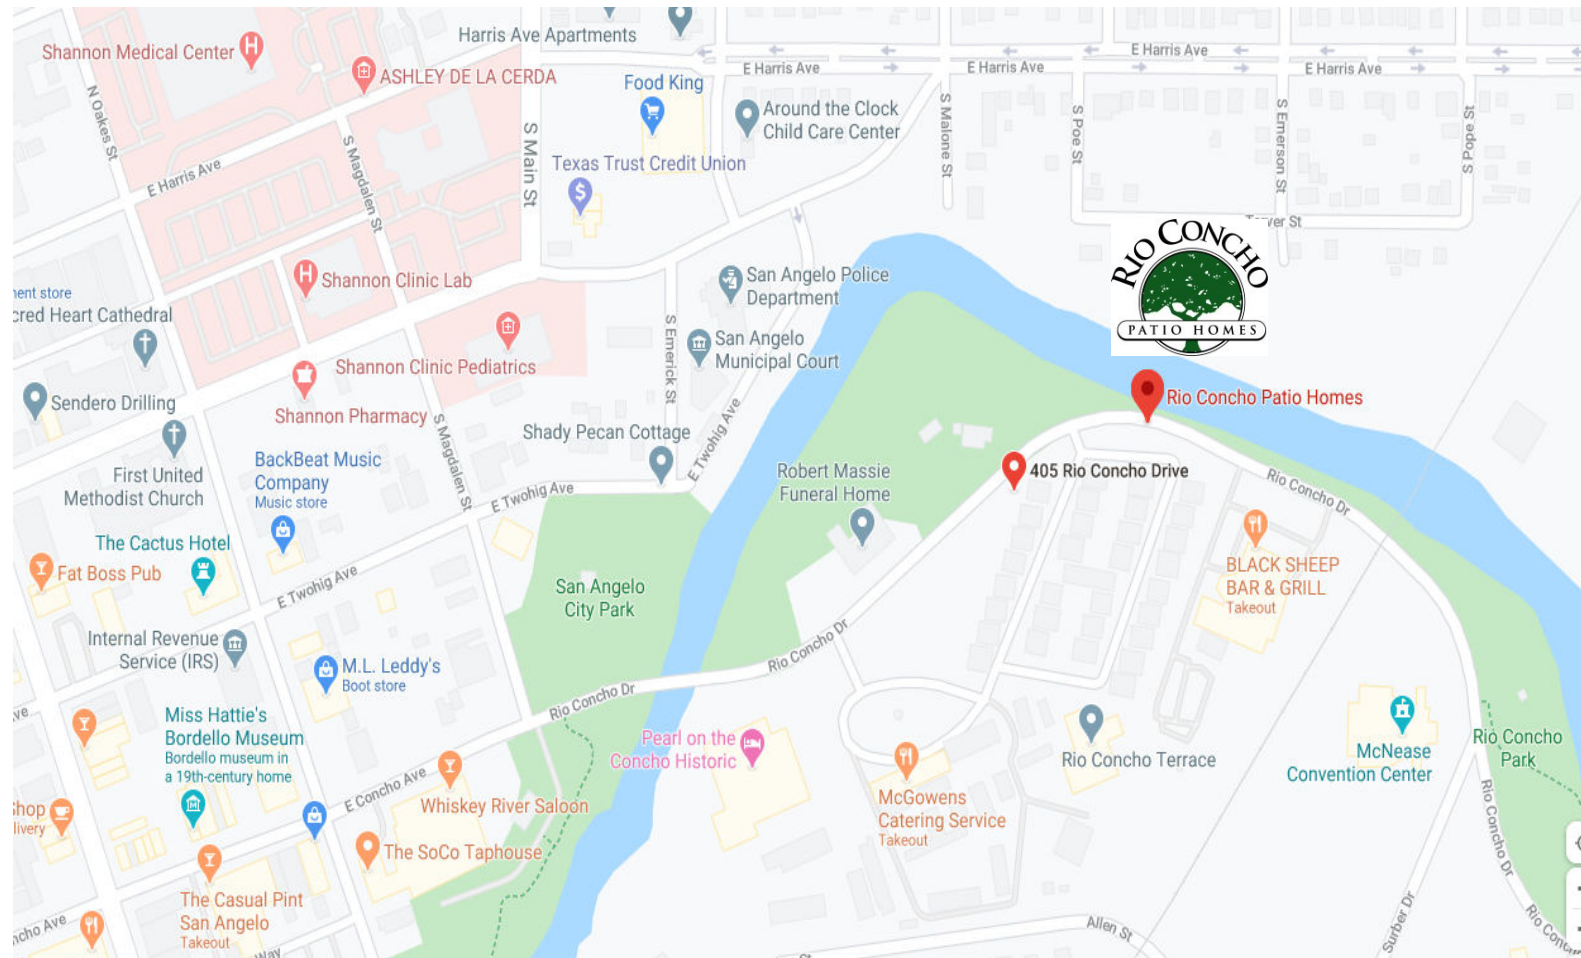 Harris Ave Apartments
Shannon Medical Center
ASHLEY DE LA CERDA
E Harris Ave
E Harris Ave
E Harris Ave
E Harris Ave
Food King
Around the Clock
Child Care Center
N Oakes St
S Magdalen St
S Main St
S Malone St
S Poe St
S Emerson St
S Pope St
Texas Trust Credit Union
RIO CONCHO
PATIO HOMES
Shannon Clinic Lab
San Angelo Police
Department
San Angelo
Municipal Court
S Emerick St
Shannon Clinic Pediatrics
Sendero Drilling
Shannon Pharmacy
Rio Concho Patio Homes
S Magdalen St
Shady Pecan Cottage
E Twohig Ave
BackBeat Music
Company
Music store
First United
Methodist Church
Robert Massie
Funeral Home
405 Rio Concho Drive
Rio Concho Dr
E Twohig Ave
The Cactus Hotel
Fat Boss Pub
E Twohig Ave
San Angelo
City Park
BLACK SHEEP
BAR & GRILL
Takeout
Internal Revenue
Service (IRS)
M.L. Leddy's
Boot store
Rio Concho Dr
Rio Concho Dr
Miss Hattie's
Bordello Museum
Bordello museum in
a 19th-century home
Pearl on the
Concho Historic
Rio Concho Terrace
McNease
Convention Center
Rio Concho
Park
E Concho Ave
Whiskey River Saloon
McGowens
Catering Service
Takeout
Rio Concho Dr
The SoCo Taphouse
The Casual Pint
San Angelo
Takeout
Allen St
Surber Dr